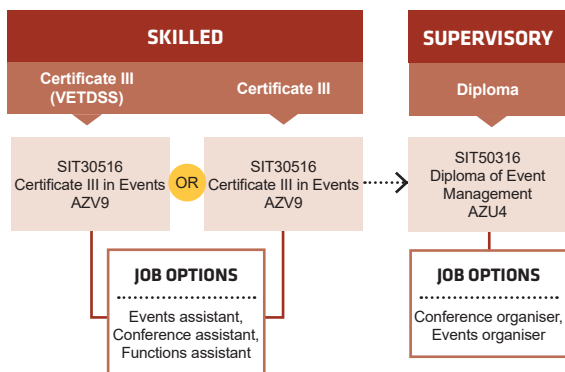 SKILLED
SUPERVISORY
Certificate III
(VETDSS)
Certificate III
Diploma
SIT30516
Certificate III in Events
AZV9
OR
SIT30516
Certificate III in Events
AZV9
SIT50316
Diploma of Event
Management
AZU4
JOB OPTIONS
Events assistant,
Conference assistant,
Functions assistant
JOB OPTIONS
Conference organiser,
Events organiser